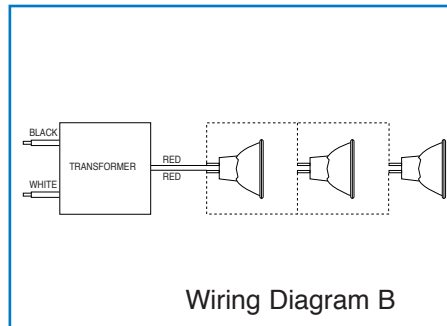 BLACK
TRANSFORMER
RED
RED
WHITE
Wiring Diagram B